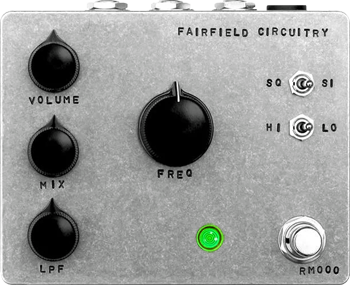 FAIRFIELD CIRCUITRY
SQ SI
VOLUME
HI LO
FREQ
MIX
LPF
RM000